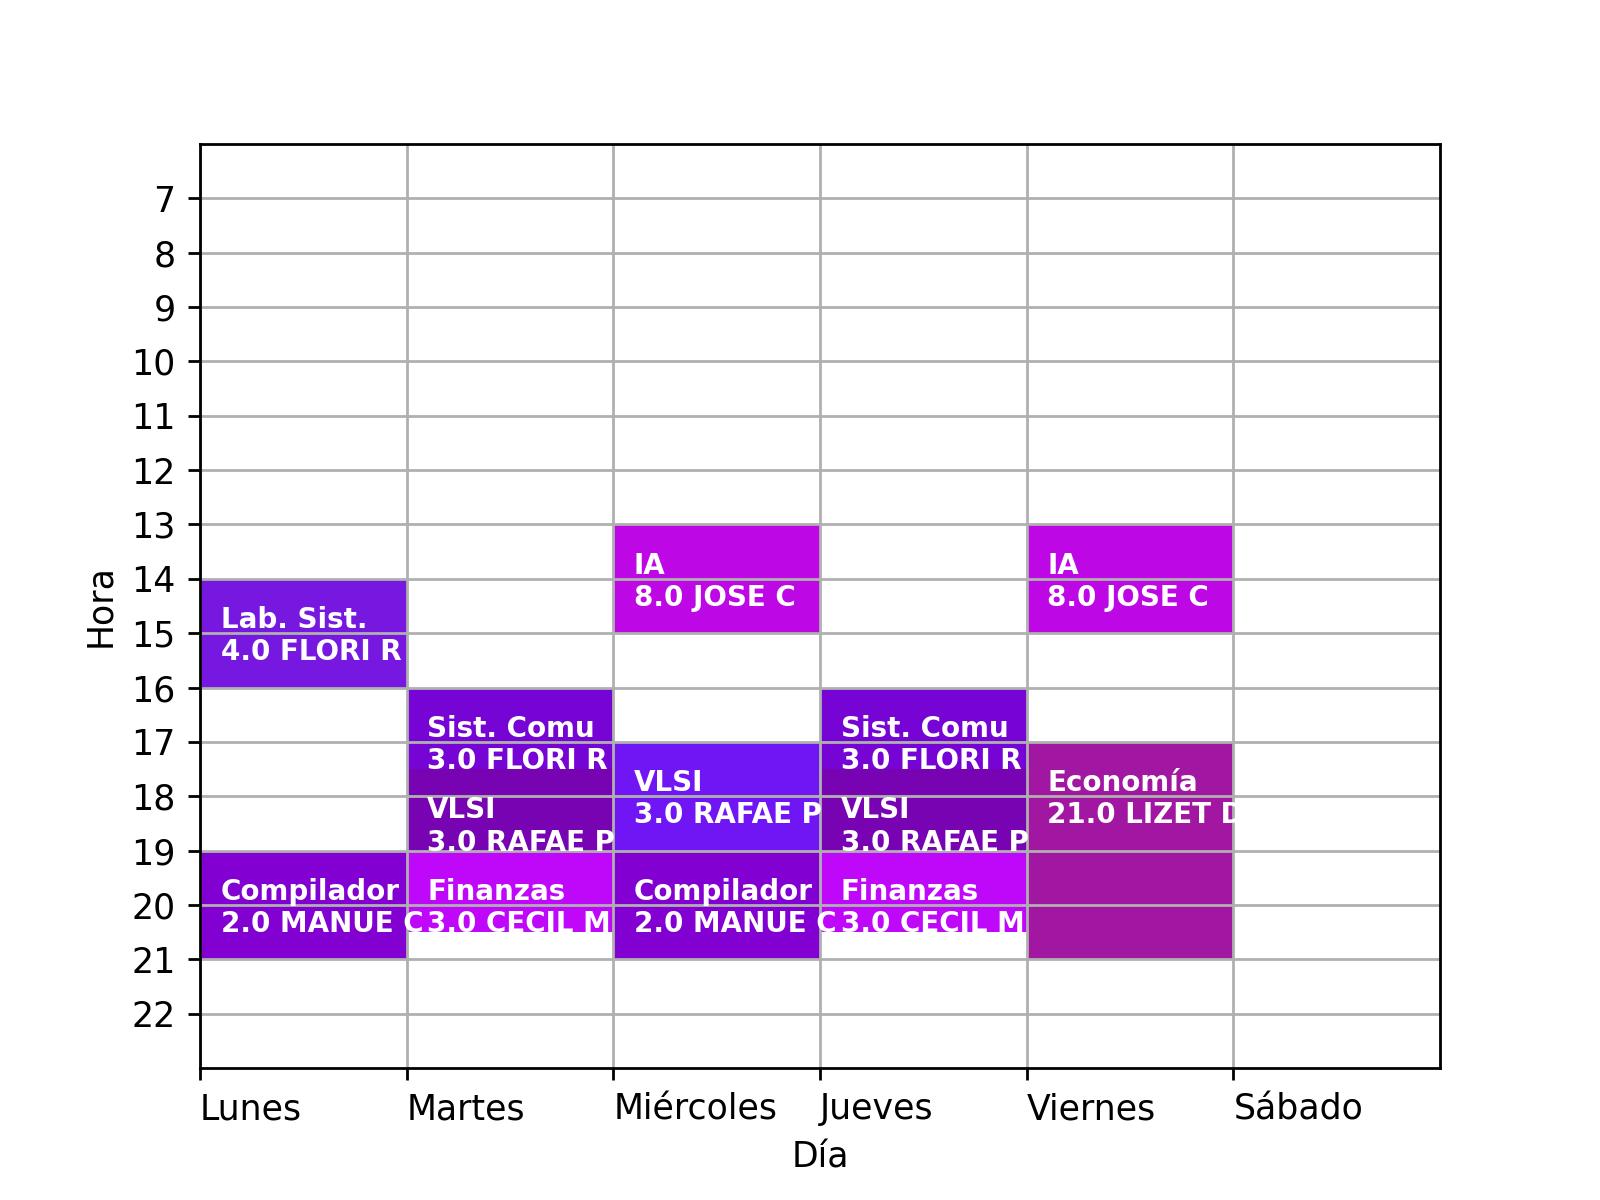 7
8
9
10
11
12
13
14
15
16
17
18
19
20
21
22
Hora
IA
8.0 JOSE C
IA
8.0 JOSE C
Lab. Sist.
4.0 FLORI R
Sist. Comu
3.0 FLORI R
Sist. Comu
3.0 FLORI R
VLSI
3.0 RAFAE P
Economía
21.0 LIZET D
VLSI
3.0 RAFAE P
VLSI
3.0 RAFAE P
Compilador
2.0 MANUE C
Finanzas
3.0 CECIL M
Compilador
2.0 MANUE C
Finanzas
3.0 CECIL M
Lunes
Martes
Miércoles
Jueves
Viernes
Sábado
Día